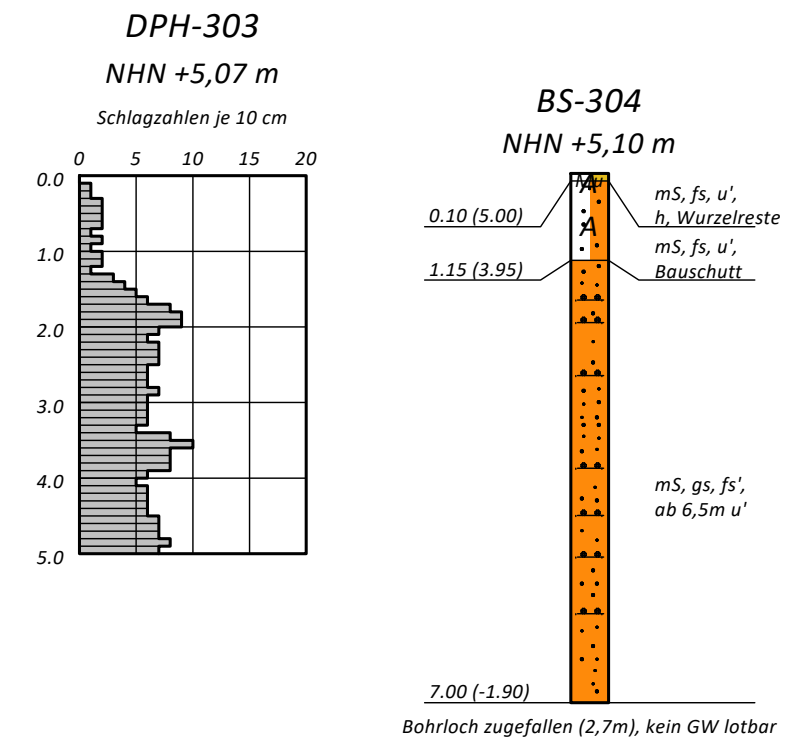 DPH-303
NHN +5,07 m
Schlagzahlen je 10 cm
0 5 10 15 20
0.0
1.0
2.0
3.0
4.0
5.0
BS-304
NHN +5,10 m
Mu
A
A
0.10 (5.00)
mS, fs, u',
h, Wurzelreste
1.15 (3.95)
mS, fs, u',
Bauschutt
mS, gs, fs',
ab 6,5m u'
7.00 (-1.90)
Bohrloch zugefallen (2,7m), kein GW lotbar